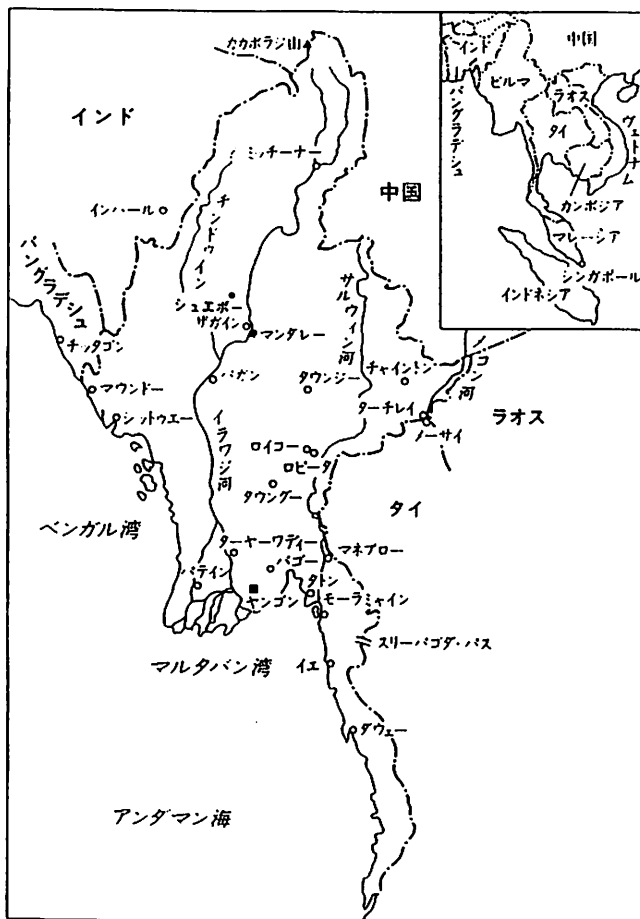 カカボラジ山
インド
ミッチーナー
中国
インパール
チンドウィン
バングラデシュ
シュエボー
ザガイン
マンダレー
サルウィン河
チッタゴン
チャイントン
メコン河
パガン
タウンジー
マウンドー
ターチレイ
シットウエー
メーサイ
ラオス
イラワジ河
ロイコー
ロピータ
タウングー
タイ
ベンガル湾
ターヤーワディー
マネプロー
パゴー
パテイン
タトン
ヤンゴン
モーラミャイン
スリーパゴダ・パス
マルタバン湾
イエ
ダウェー
アンダマン海
インド
中国
ビルマ
ラオス
バングラデシュ
タイ
ヴェトナム
カンボジア
マレーシア
シンガポール
インドネシア